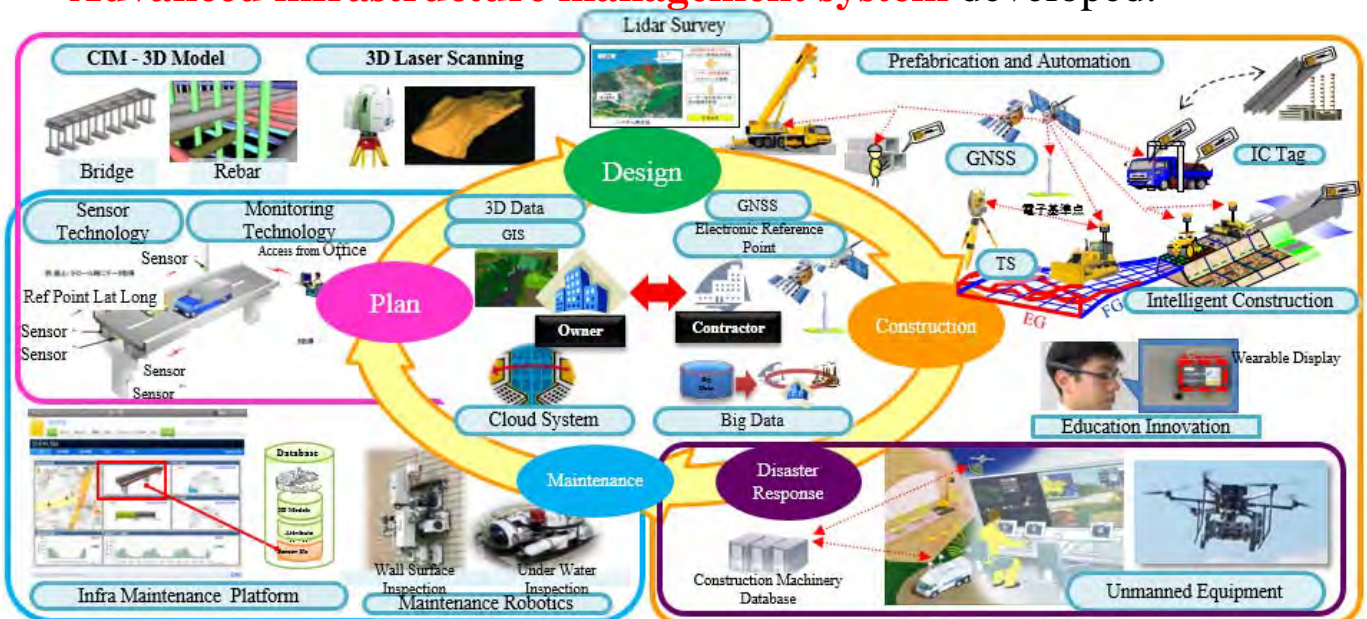 Advanced infrastructure management system developed.
Lidar Survey
CIM - 3D Model
3D Laser Scanning
Prefabrication and Automation
Bridge
Rebar
Design
GNSS
IC Tag
Sensor
Technology
Monitoring
Technology
Sensor
Access from Office
3D Data
GIS
GNSS
Electronic Reference
Point
電子基準点
TS
Ref Point Lat Long
Plan
Owner
Contractor
Construction
Intelligent Construction
EG
FG
Sensor
Sensor
Sensor
Sensor
Wearable Display
Cloud System
Big Data
Education Innovation
Database
3D Models
Maintenance
Disaster
Response
Wall Surface
Inspection
Under Water
Inspection
Construction Machinery
Database
Infra Maintenance Platform
Maintenance Robotics
Unmanned Equipment